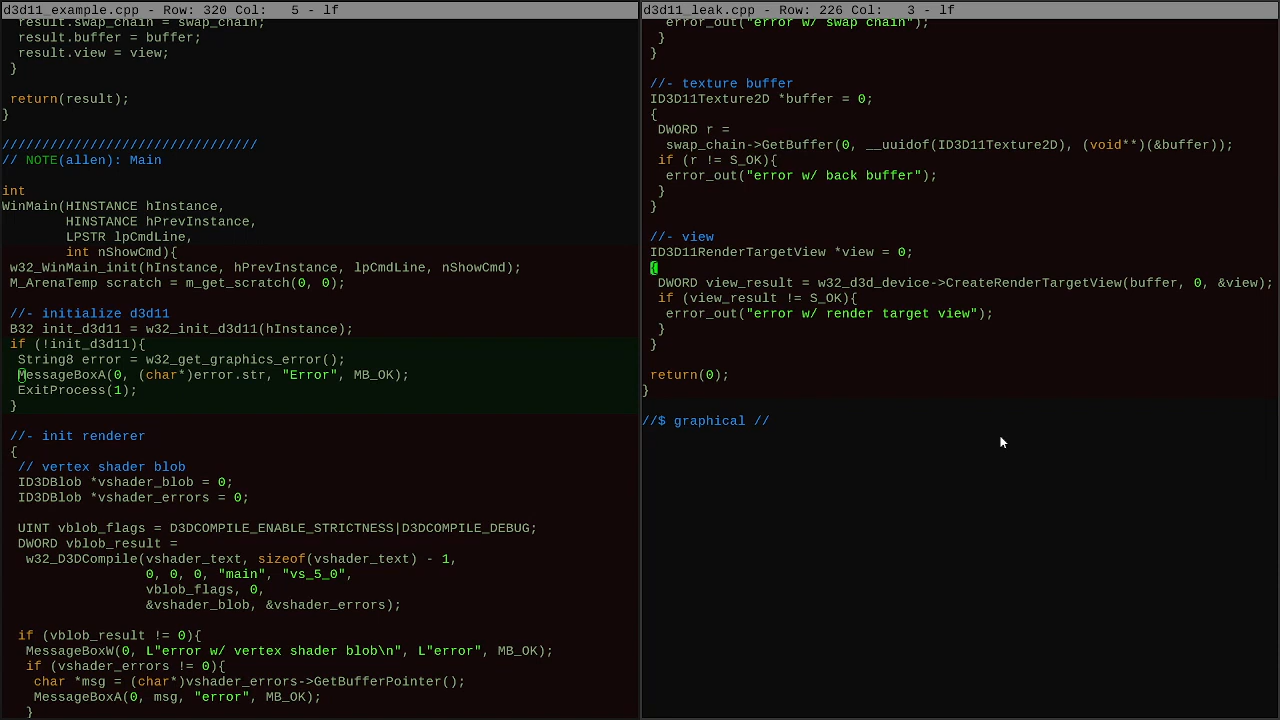 d3d11_example.cpp - Row: 320 Col:   5 - lf
  result.swap_chain = swap_chain;
  result.buffer = buffer;
  result.view = view;
 }

 return(result);
}

////////////////////////////////
// NOTE(allen): Main

int
WinMain(HINSTANCE hInstance,
        HINSTANCE hPrevInstance,
        LPSTR lpCmdLine,
        int nShowCmd){
 w32_WinMain_init(hInstance, hPrevInstance, lpCmdLine, nShowCmd);
 M_ArenaTemp scratch = m_get_scratch(0, 0);

 //- initialize d3d11
 B32 init_d3d11 = w32_init_d3d11(hInstance);
 if (!init_d3d11){
  String8 error = w32_get_graphics_error();
  MessageBoxA(0, (char*)error.str, "Error", MB_OK);
  ExitProcess(1);
 }

 //- init renderer
 {
  // vertex shader blob
  ID3DBlob *vshader_blob = 0;
  ID3DBlob *vshader_errors = 0;

  UINT vblob_flags = D3DCOMPILE_ENABLE_STRICTNESS|D3DCOMPILE_DEBUG;
  DWORD vblob_result =
   w32_D3DCompile(vshader_text, sizeof(vshader_text) - 1,
                  0, 0, 0, "main", "vs_5_0",
                  vblob_flags, 0,
                  &vshader_blob, &vshader_errors);

  if (vblob_result != 0){
   MessageBoxW(0, L"error w/ vertex shader blob\n", L"error", MB_OK);
   if (vshader_errors != 0){
    char *msg = (char*)vshader_errors->GetBufferPointer();
    MessageBoxA(0, msg, "error", MB_OK);
   }
d3d11_leak.cpp - Row: 226 Col:   3 - lf
   error_out("error w/ swap chain");
  }
 }

 //- texture buffer
 ID3D11Texture2D *buffer = 0;
 {
  DWORD r =
   swap_chain->GetBuffer(0, __uuidof(ID3D11Texture2D), (void**)(&buffer));
  if (r != S_OK){
   error_out("error w/ back buffer");
  }
 }

 //- view
 ID3D11RenderTargetView *view = 0;
 {
  DWORD view_result = w32_d3d_device->CreateRenderTargetView(buffer, 0, &view);
  if (view_result != S_OK){
   error_out("error w/ render target view");
  }
 }

 return(0);
}

//$ graphical //